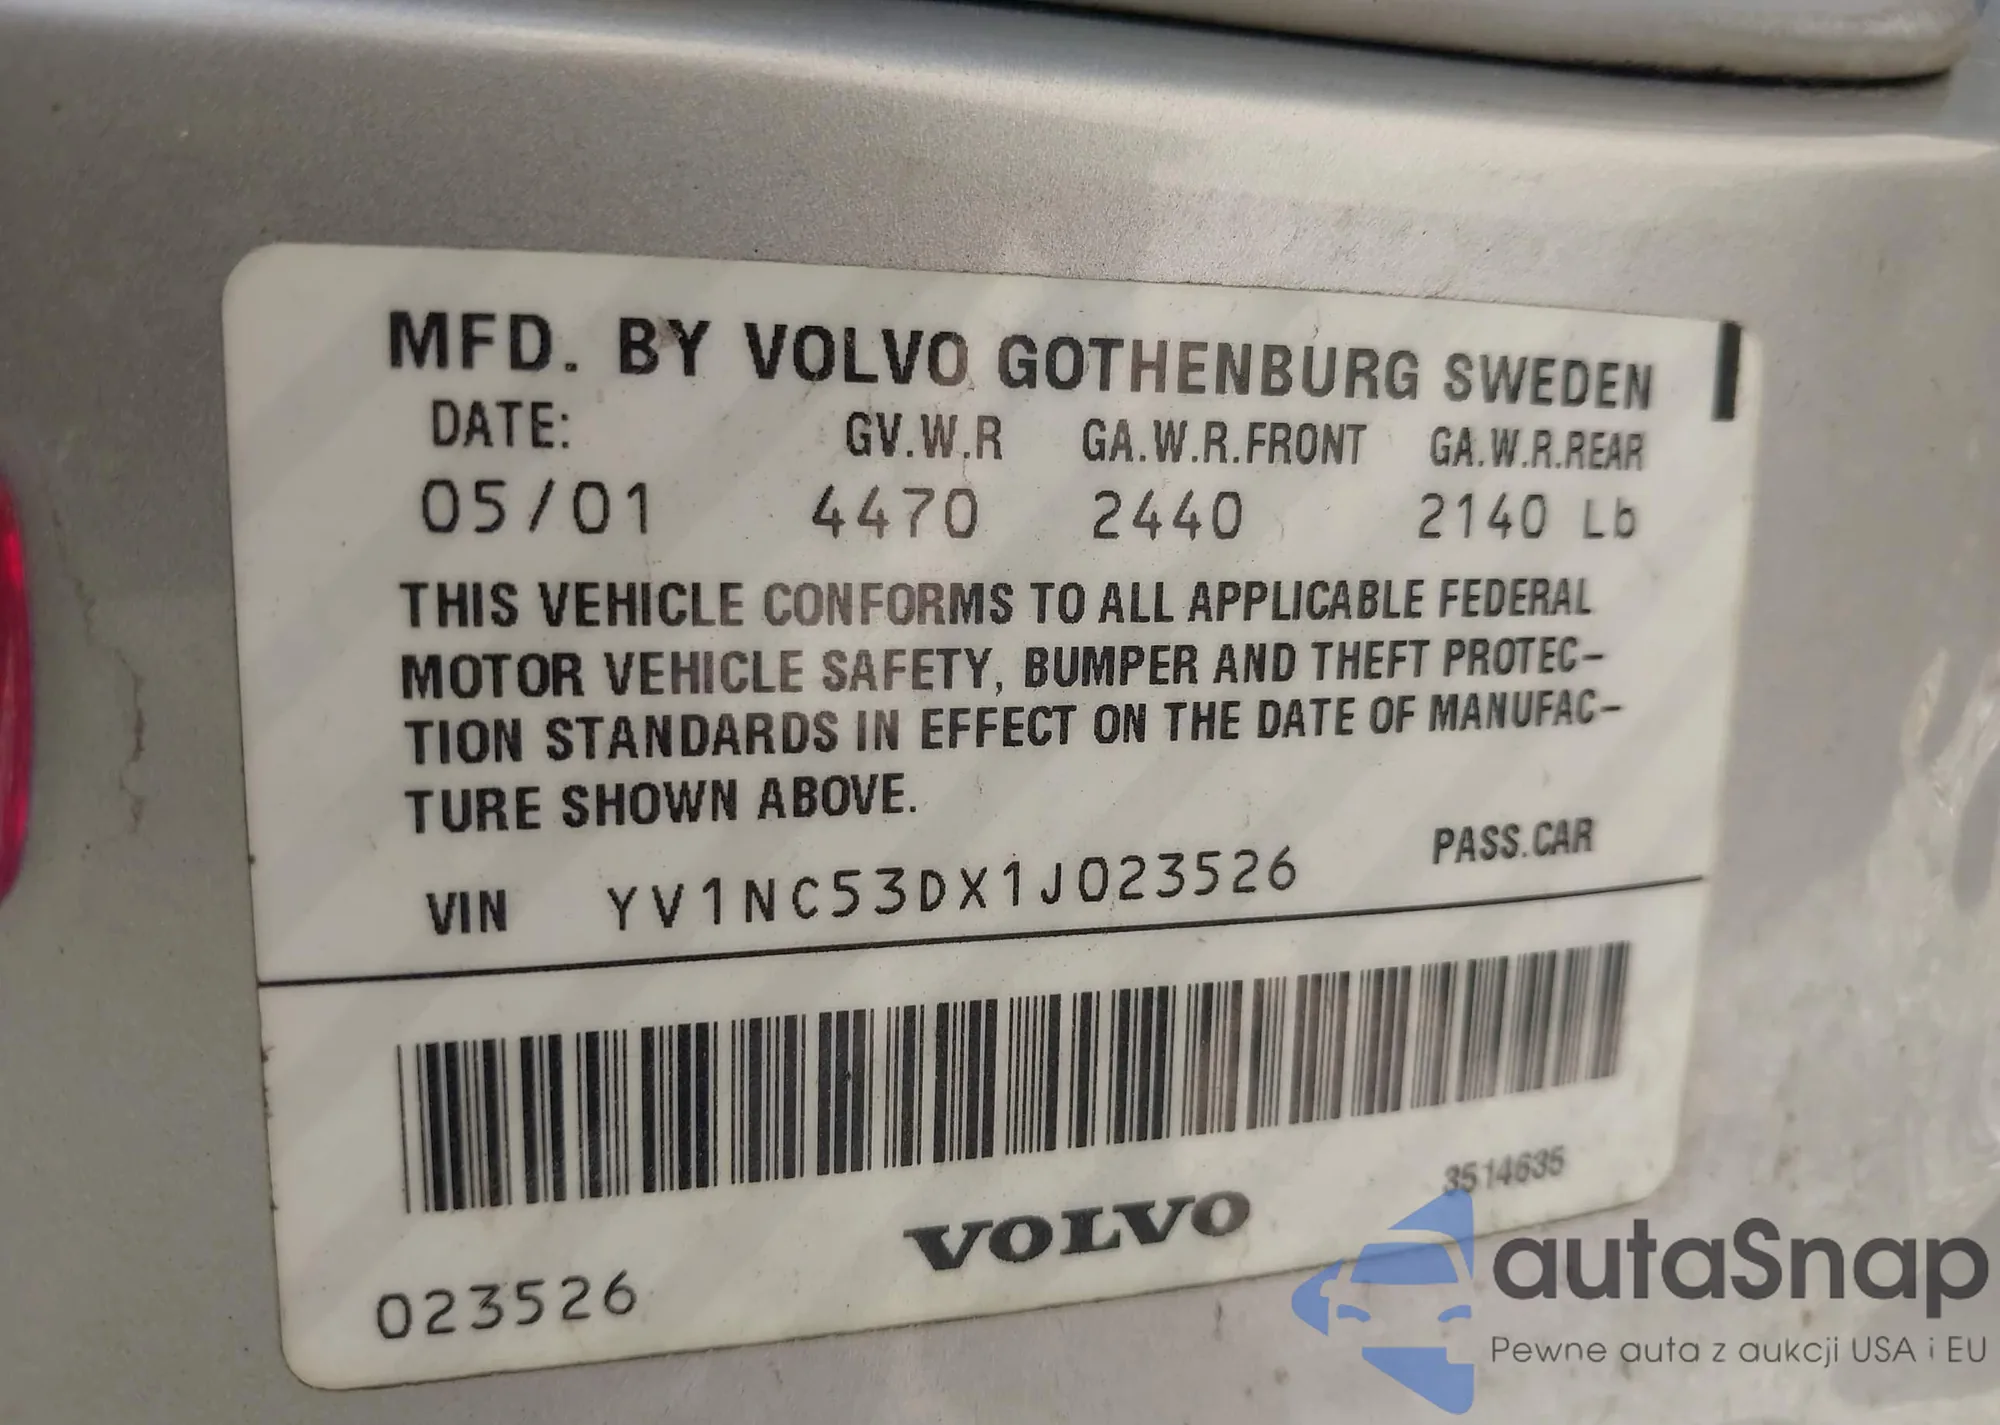 MFD. BY VOLVO GOTHENBURG SWEDEN
DATE: GV.W.R GA.W.R.FRONT GA.W.R.REAR
05/01 4470 2440 2140 Lb
THIS VEHICLE CONFORMS TO ALL APPLICABLE FEDERAL
MOTOR VEHICLE SAFETY, BUMPER AND THEFT PROTEC-
TION STANDARDS IN EFFECT ON THE DATE OF MANUFAC-
TURE SHOWN ABOVE.
PASS.CAR
VIN YV1NC53DX1J023526
3514635
VOLVO
023526
autaSnap
Pewne auta z aukcji USA i EU